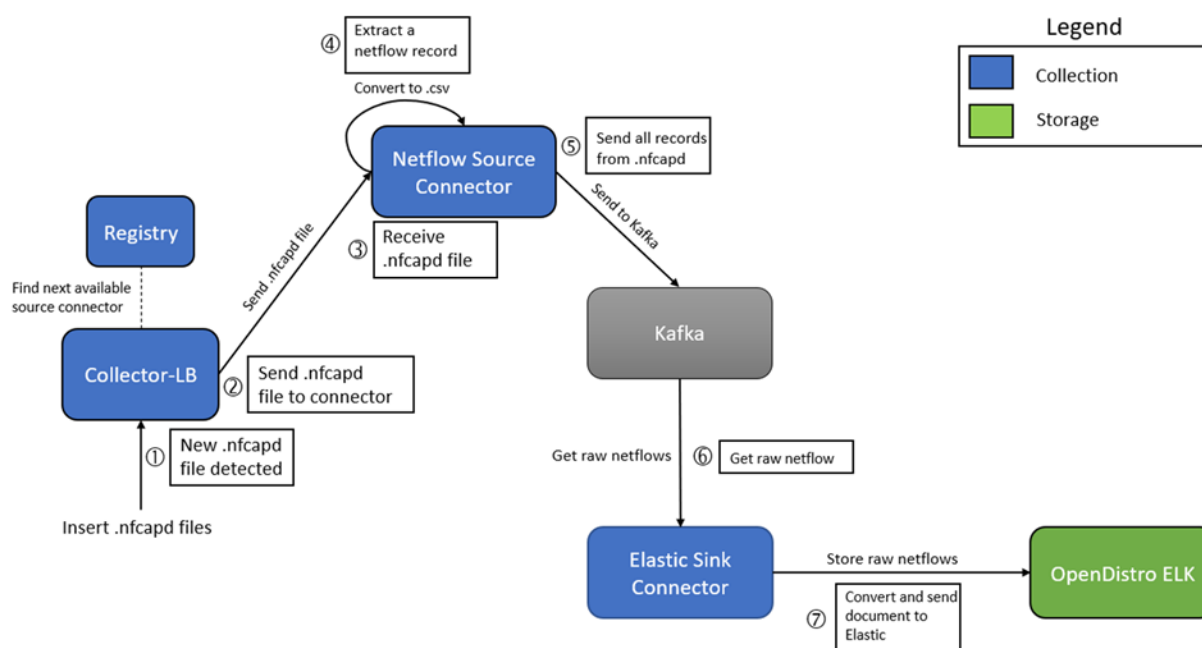 ④
Extract a
netflow record
Convert to .csv
Legend
Collection
Storage
Netflow Source
Connector
⑤
Send all records
from .nfcapd
Send to Kafka
③
Receive
.nfcapd file
Send .nfcapd file
Registry
Find next available
source connector
Collector-LB
②
Send .nfcapd
file to connector
①
New .nfcapd
file detected
Insert .nfcapd files
Kafka
Get raw netflows
⑥
Get raw netflow
Elastic Sink
Connector
Store raw netflows
⑦
Convert and send
document to
Elastic
OpenDistro ELK